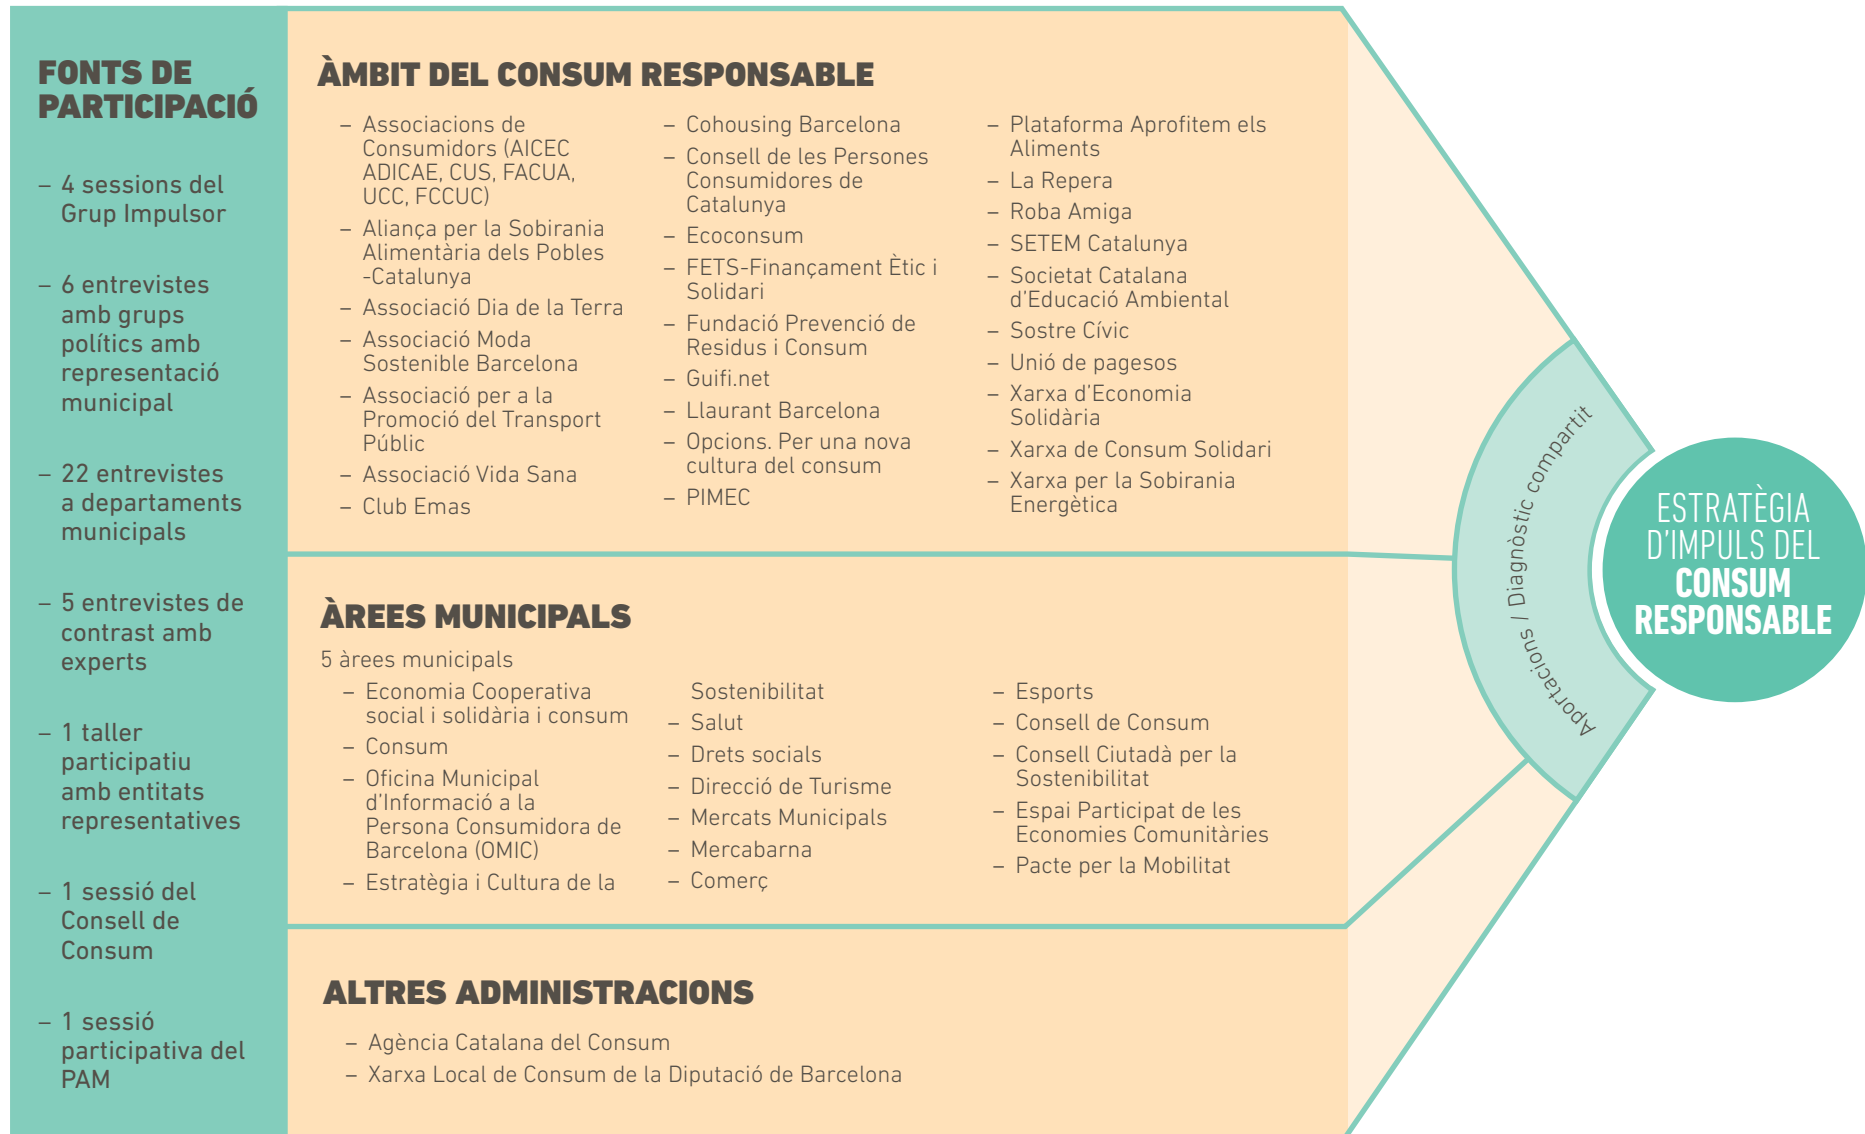 FONTS DE
PARTICIPACIÓ
– 4 sessions del
Grup Impulsor
– 6 entrevistes
amb grups
polítics amb
representació
municipal
– 22 entrevistes
a departaments
municipals
– 5 entrevistes de
contrast amb
experts
– 1 taller
participatiu
amb entitats
representatives
– 1 sessió del
Consell de
Consum
– 1 sessió
participativa del
PAM
ÀMBIT DEL CONSUM RESPONSABLE
– Associacions de
Consumidors (AICEC
ADICAE, CUS, FACUA,
UCC, FCCUC)
– Aliança per la Sobirania
Alimentària dels Pobles
-Catalunya
– Associació Dia de la Terra
– Associació Moda
Sostenible Barcelona
– Associació per a la
Promoció del Transport
Públic
– Associació Vida Sana
– Club Emas
– Cohousing Barcelona
– Consell de les Persones
Consumidores de
Catalunya
– Ecoconsum
– FETS-Finançament Ètic i
Solidari
– Fundació Prevenció de
Residus i Consum
– Guifi.net
– Llaurant Barcelona
– Opcions. Per una nova
cultura del consum
– PIMEC
– Plataforma Aprofitem els
Aliments
– La Repera
– Roba Amiga
– SETEM Catalunya
– Societat Catalana
d'Educació Ambiental
– Sostre Cívic
– Unió de pagesos
– Xarxa d'Economia
Solidària
– Xarxa de Consum Solidari
– Xarxa per la Sobirania
Energètica
ÀREES MUNICIPALS
5 àrees municipals
– Economia Cooperativa
social i solidària i consum
– Consum
– Oficina Municipal
d'Informació a la
Persona Consumidora de
Barcelona (OMIC)
– Estratègia i Cultura de la
Sostenibilitat
– Salut
– Drets socials
– Direcció de Turisme
– Mercats Municipals
– Mercabarna
– Comerç
– Esports
– Consell de Consum
– Consell Ciutadà per la
Sostenibilitat
– Espai Participat de les
Economies Comunitàries
– Pacte per la Mobilitat
ALTRES ADMINISTRACIONS
– Agència Catalana del Consum
– Xarxa Local de Consum de la Diputació de Barcelona
Aportacions / Diagnòstic compartit
ESTRATÈGIA
D'IMPULS DEL
CONSUM
RESPONSABLE